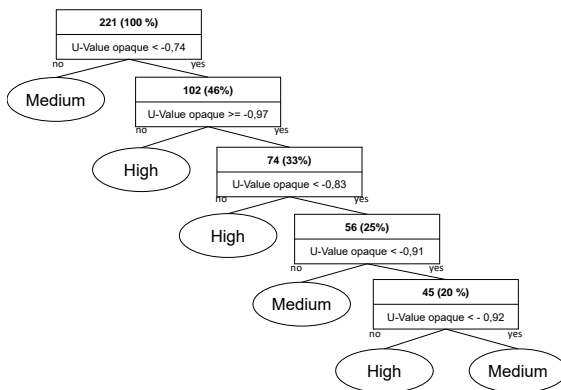 221 (100 %)
U-Value opaque < -0,74
no
yes
Medium
102 (46%)
U-Value opaque >= -0,97
no
yes
High
74 (33%)
U-Value opaque < -0,83
no
yes
High
56 (25%)
U-Value opaque < -0,91
no
yes
Medium
45 (20 %)
U-Value opaque < - 0,92
no
yes
High
Medium